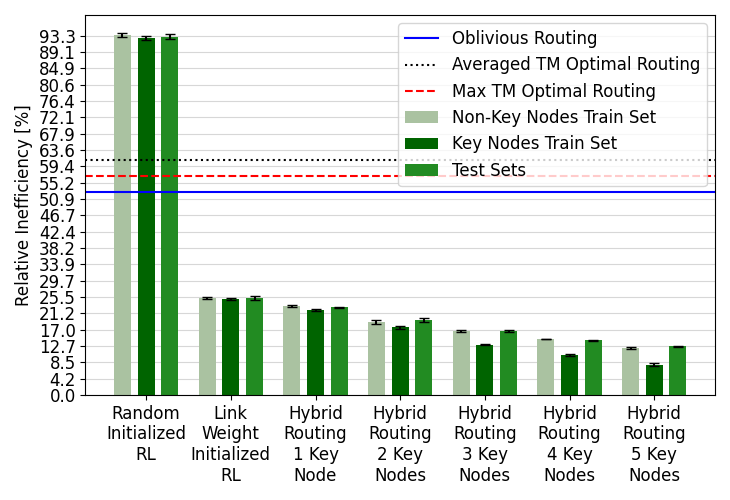 Relative Inefficiency [%]
93.3
89.1
84.9
80.6
76.4
72.1
67.9
63.6
59.4
55.2
50.9
46.7
42.4
38.2
33.9
29.7
25.5
21.2
17.0
12.7
8.5
4.2
0.0
Oblivious Routing
Averaged TM Optimal Routing
Max TM Optimal Routing
Non-Key Nodes Train Set
Key Nodes Train Set
Test Sets
Random
Initialized
RL
Link
Weight
Initialized
RL
Hybrid
Routing
1 Key
Node
Hybrid
Routing
2 Key
Nodes
Hybrid
Routing
3 Key
Nodes
Hybrid
Routing
4 Key
Nodes
Hybrid
Routing
5 Key
Nodes